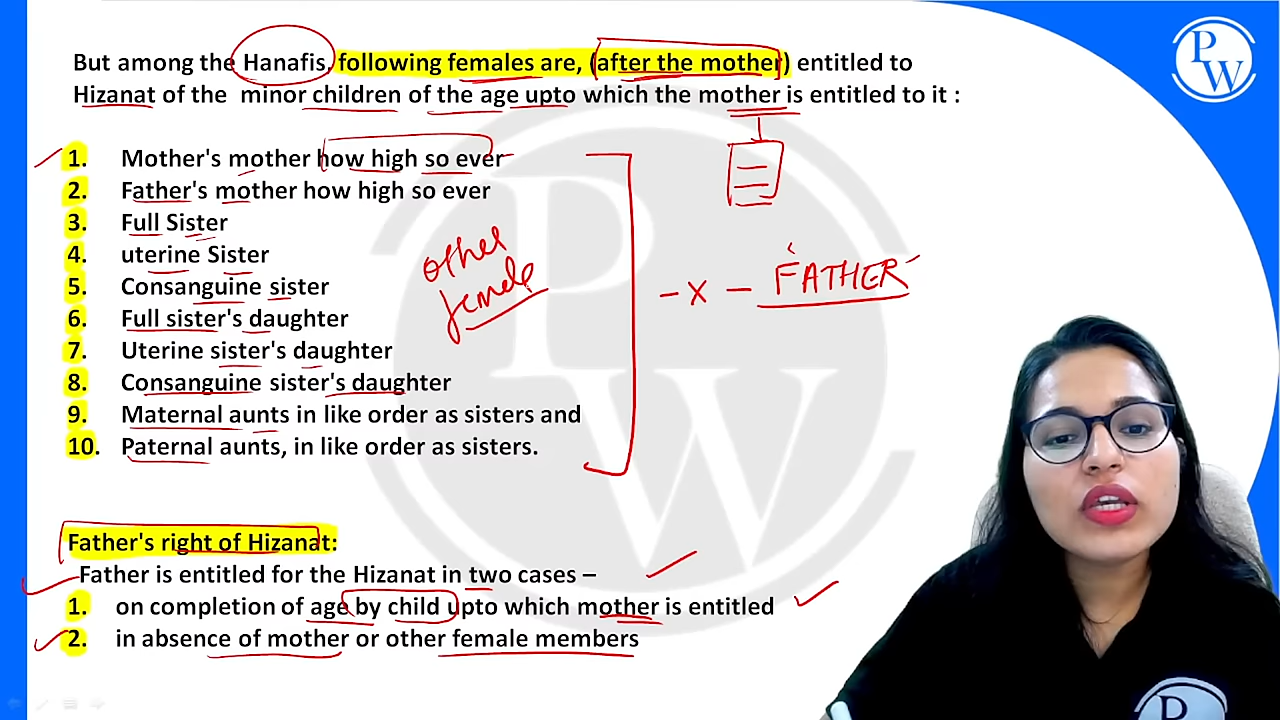 But among the Hanafis, following females are, (after the mother) entitled to
Hizanat of the minor children of the age upto which the mother is entitled to it :
1. Mother's mother how high so ever
2. Father's mother how high so ever
3. Full Sister
4. uterine Sister
5. Consanguine sister
6. Full sister's daughter
7. Uterine sister's daughter
8. Consanguine sister's daughter
9. Maternal aunts in like order as sisters and
10. Paternal aunts, in like order as sisters.
other
female
- x - FATHER
Father's right of Hizanat:
Father is entitled for the Hizanat in two cases –
1. on completion of age by child upto which mother is entitled
2. in absence of mother or other female members
P
W
P
W
P
W